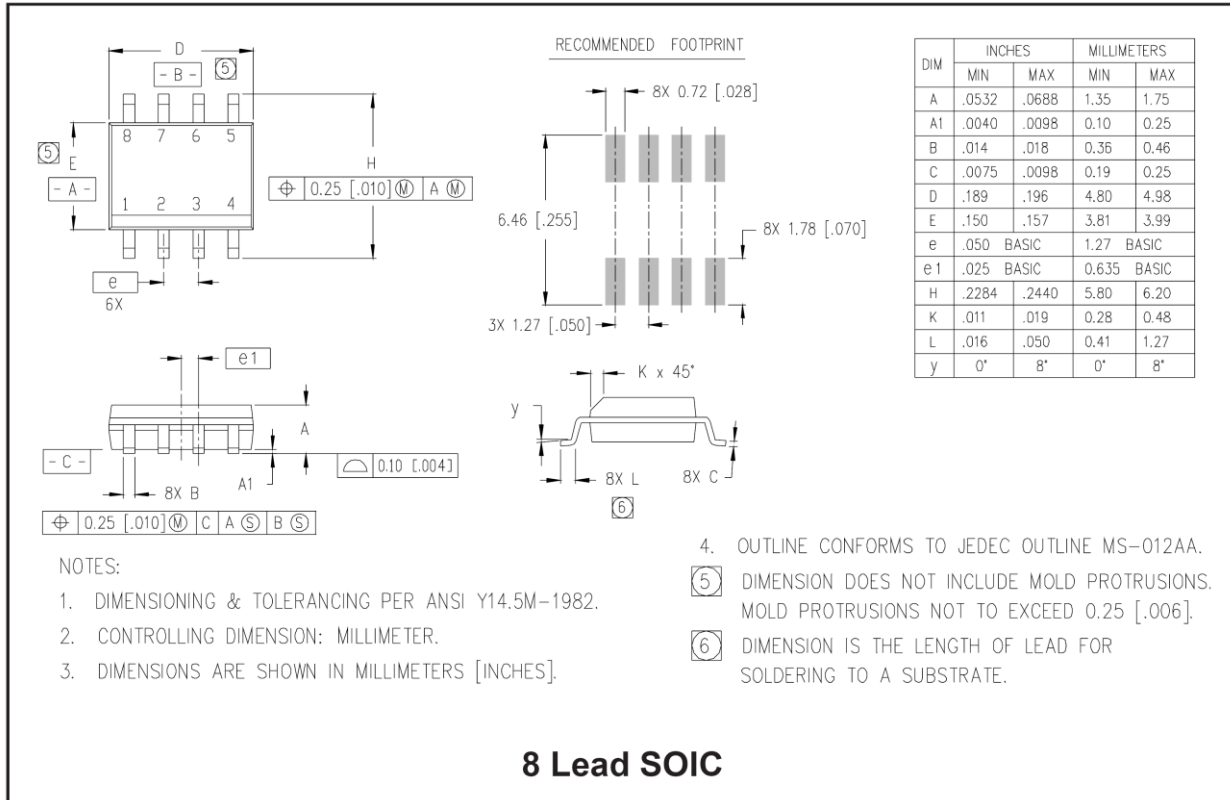 D
- B -
5
8 7 6 5
5
E
- A -
H
⌖ 0.25 [.010] Ⓜ A Ⓜ
1 2 3 4
e
6X
RECOMMENDED FOOTPRINT
8X 0.72 [.028]
6.46 [.255]
8X 1.78 [.070]
3X 1.27 [.050]
DIM INCHES MILLIMETERS
MIN MAX MIN MAX
A .0532 .0688 1.35 1.75
A1 .0040 .0098 0.10 0.25
B .014 .018 0.36 0.46
C .0075 .0098 0.19 0.25
D .189 .196 4.80 4.98
E .150 .157 3.81 3.99
e .050 BASIC 1.27 BASIC
e1 .025 BASIC 0.635 BASIC
H .2284 .2440 5.80 6.20
K .011 .019 0.28 0.48
L .016 .050 0.41 1.27
y 0° 8° 0° 8°
e1
A
- C -
8X B
A1
⌓ 0.10 [.004]
⌖ 0.25 [.010] Ⓜ C A Ⓢ B Ⓢ
K x 45°
y
8X L
6
8X C
NOTES:
1. DIMENSIONING & TOLERANCING PER ANSI Y14.5M-1982.
2. CONTROLLING DIMENSION: MILLIMETER.
3. DIMENSIONS ARE SHOWN IN MILLIMETERS [INCHES].
4. OUTLINE CONFORMS TO JEDEC OUTLINE MS-012AA.
5 DIMENSION DOES NOT INCLUDE MOLD PROTRUSIONS.
MOLD PROTRUSIONS NOT TO EXCEED 0.25 [.006].
6 DIMENSION IS THE LENGTH OF LEAD FOR
SOLDERING TO A SUBSTRATE.
8 Lead SOIC